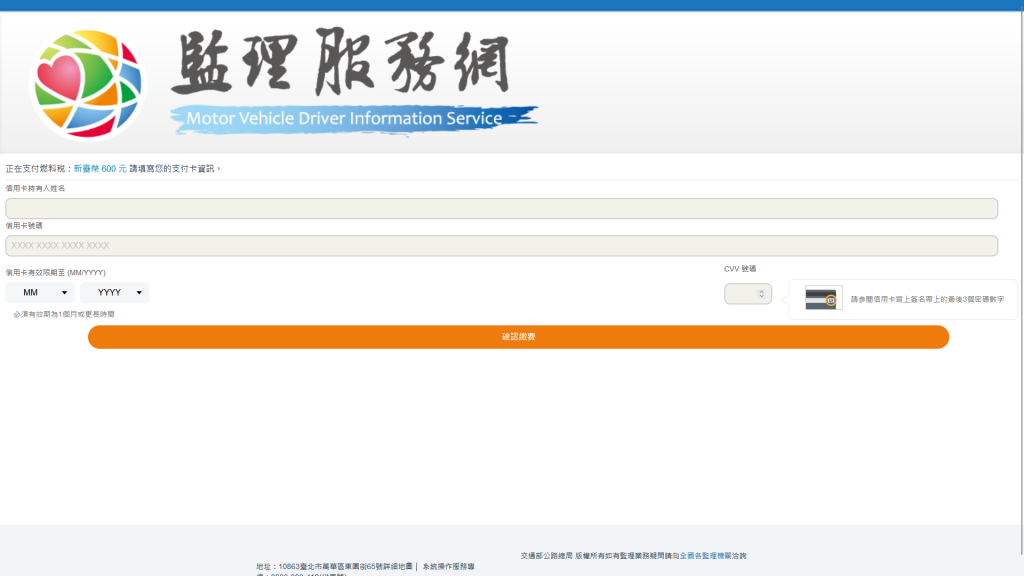 監理服務網
Motor Vehicle Driver Information Service
正在支付燃料稅：新臺幣 600 元 請填寫您的支付卡資訊。
信用卡持有人姓名
信用卡號碼
XXXX XXXX XXXX XXXX
信用卡有效限期至 (MM/YYYY)
CVV 號碼
MM YYYY
請參閱信用卡背上簽名帶上的最後3個密碼數字
必須有效期為1個月或更長時間
確認繳費
交通部公路總局 版權所有如有監理業務疑問請向全國各監理機關洽詢
地址：10863臺北市萬華區東園街65號詳細地圖│ 系統操作服務專